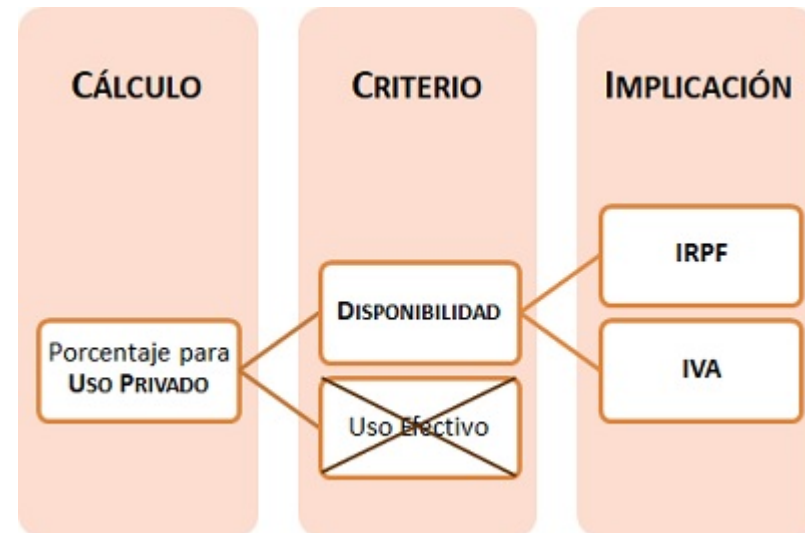 CÁLCULO
CRITERIO
IMPLICACIÓN
Porcentaje para
USO PRIVADO
DISPONIBILIDAD
Uso Efectivo
IRPF
IVA